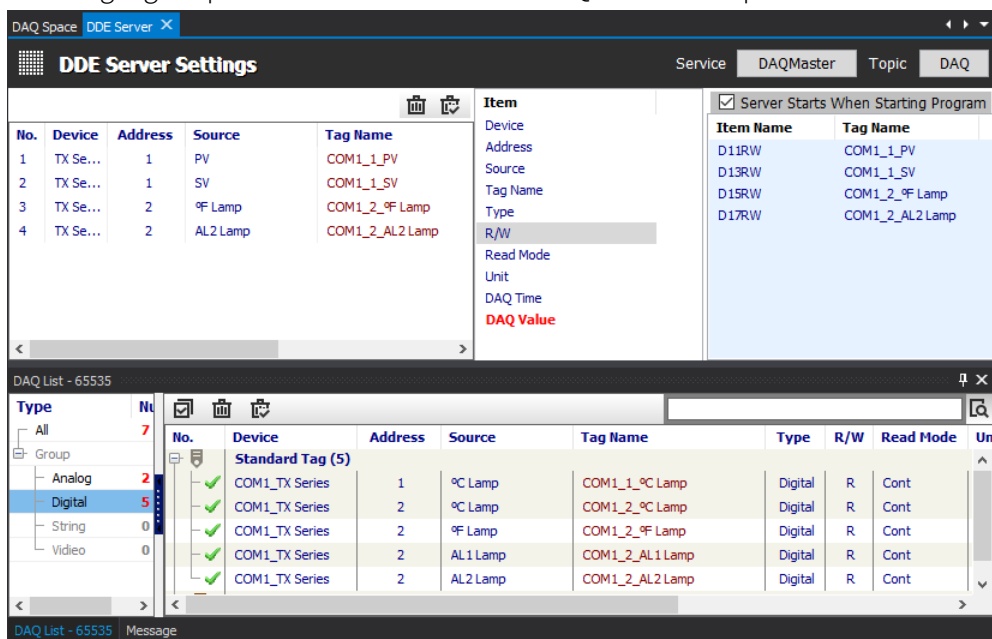 DAQ Space DDE Server
DDE Server Settings Service DAQMaster Topic DAQ
No. Device Address Source Tag Name
1 TX Se... 1 PV COM1_1_PV
2 TX Se... 1 SV COM1_1_SV
3 TX Se... 2 ºF Lamp COM1_2_ºF Lamp
4 TX Se... 2 AL2 Lamp COM1_2_AL2 Lamp
Item
Device
Address
Source
Tag Name
Type
R/W
Read Mode
Unit
DAQ Time
DAQ Value
Server Starts When Starting Program
Item Name Tag Name
D11RW COM1_1_PV
D13RW COM1_1_SV
D15RW COM1_2_ºF Lamp
D17RW COM1_2_AL2 Lamp
DAQ List - 65535
Type Nu
All 7
Group
Analog 2
Digital 5
String 0
Vidieo 0
No. Device Address Source Tag Name Type R/W Read Mode Un
Standard Tag (5)
COM1_TX Series 1 ºC Lamp COM1_1_ºC Lamp Digital R Cont
COM1_TX Series 2 ºC Lamp COM1_2_ºC Lamp Digital R Cont
COM1_TX Series 2 ºF Lamp COM1_2_ºF Lamp Digital R Cont
COM1_TX Series 2 AL1 Lamp COM1_2_AL1 Lamp Digital R Cont
COM1_TX Series 2 AL2 Lamp COM1_2_AL2 Lamp Digital R Cont
DAQ List - 65535 Message